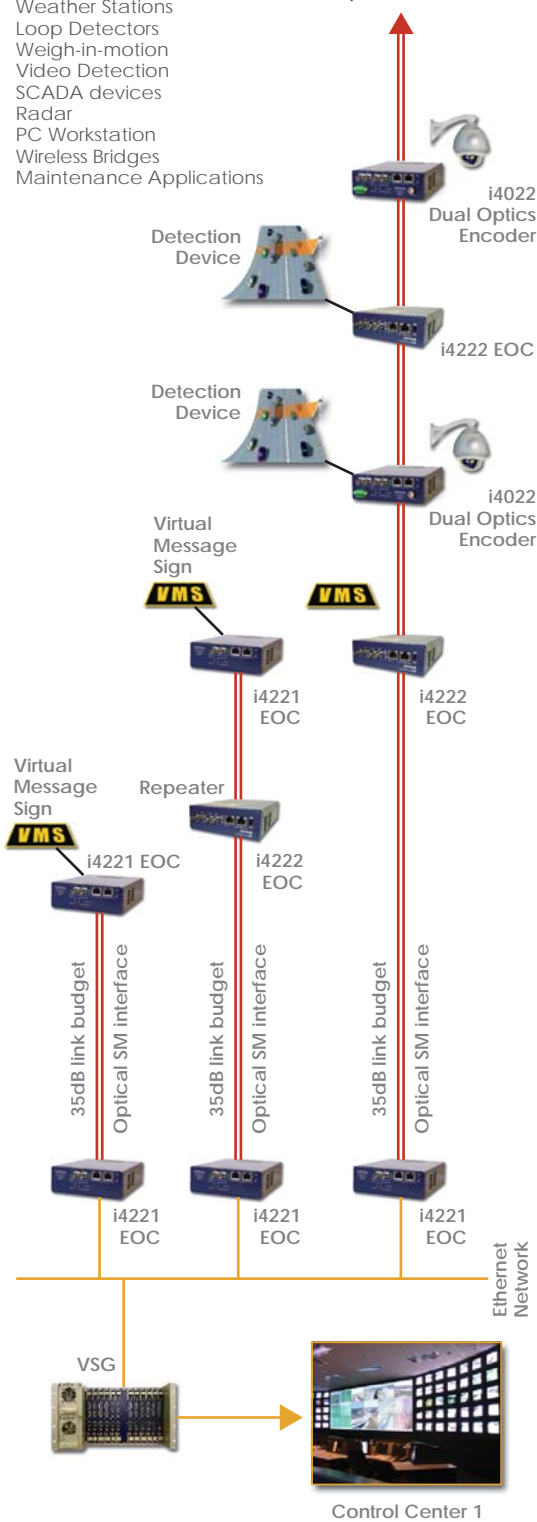 Weather Stations
Loop Detectors
Weigh-in-motion
Video Detection
SCADA devices
Radar
PC Workstation
Wireless Bridges
Maintenance Applications
i4022
Dual Optics
Encoder
Detection
Device
i4222 EOC
Detection
Device
i4022
Dual Optics
Encoder
Virtual
Message
Sign
VMS
VMS
i4221
EOC
i4222
EOC
Virtual
Message
Sign
Repeater
VMS
i4221 EOC
i4222
EOC
35dB link budget
Optical SM interface
35dB link budget
Optical SM interface
35dB link budget
Optical SM interface
i4221
EOC
i4221
EOC
i4221
EOC
Ethernet
Network
VSG
Control Center 1